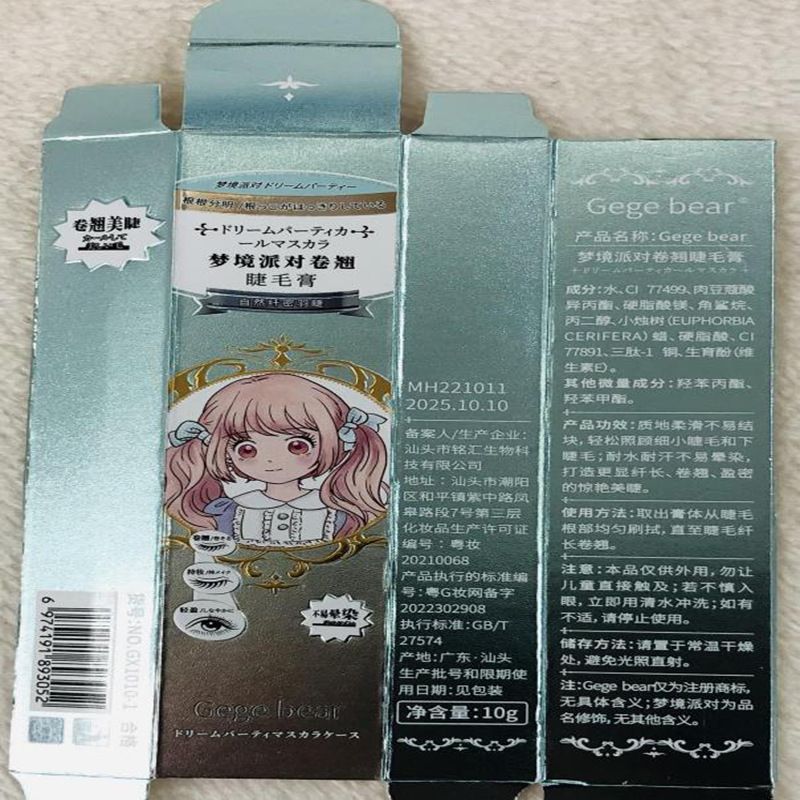 卷翘美睫
梦境派对ドリームパーティー
根根分明/根っこがはっきりしている
ドリームパーティカ
ールマスカラ
梦境派对卷翘
睫毛膏
自然纤密羽睫
卷翘/
特妆/特メイク
轻盈/しなやかに
不易晕染
Gege bear
ドリームパーティマスカラケース
6 974191 893052
货号:NO.GX1010-1
合格
MH221011
2025.10.10
备案人/生产企业:
汕头市铭汇生物科
技有限公司
地址:汕头市潮阳
区和平镇紫中路凤
皋路段7号第三层
化妆品生产许可证
编号:粤妆
20210068
产品执行的标准编
号:粤G妆网备字
2022302908
执行标准:GB/T
27574
产地:广东·汕头
生产批号和限期使
用日期:见包装
净含量:10g
Gege bear
产品名称:Gege bear
梦境派对卷翘睫毛膏
ドリームパーティカールマスカラ
成分:水、CI 77499、肉豆蔻酸
异丙酯、硬脂酸镁、角鲨烷、
丙二醇、小烛树(EUPHORBIA
CERIFERA)蜡、硬脂酸、CI
77891、三肽-1 铜、生育酚(维
生素E)。
其他微量成分:羟苯丙酯、
羟苯甲酯。
产品功效:质地柔滑不易结
块,轻松照顾细小睫毛和下
睫毛;耐水耐汗不易晕染,
打造更显纤长、卷翘、盈密
的惊艳美睫。
使用方法:取出膏体从睫毛
根部均匀刷拭,直至睫毛纤
长卷翘。
注意:本品仅供外用,勿让
儿童直接触及;若不慎入
眼,立即用清水冲洗;如有
不适,请停止使用。
储存方法:请置于常温干燥
处,避免光照直射。
注:Gege bear仅为注册商标,
无具体含义;梦境派对为品
名修饰,无其他含义。